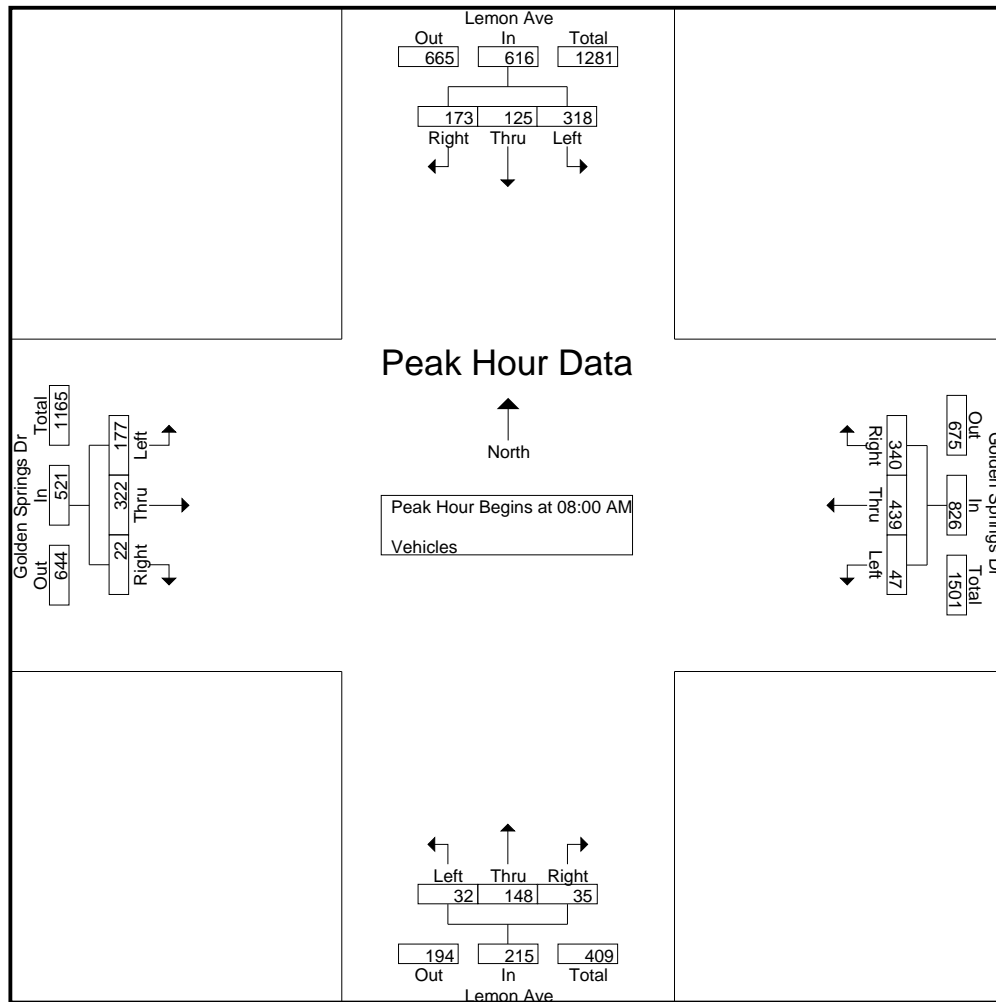 Lemon Ave
Out In Total
665 616 1281
173 125 318
Right Thru Left
Peak Hour Data
North
Peak Hour Begins at 08:00 AM
Vehicles
Golden Springs Dr
Total In Out
1165 521 644
177 322 22
Left Thru Right
Right Thru Left
340 439 47
675 826 1501
Out In Total
Golden Springs Dr
Left Thru Right
32 148 35
194 215 409
Out In Total
Lemon Ave